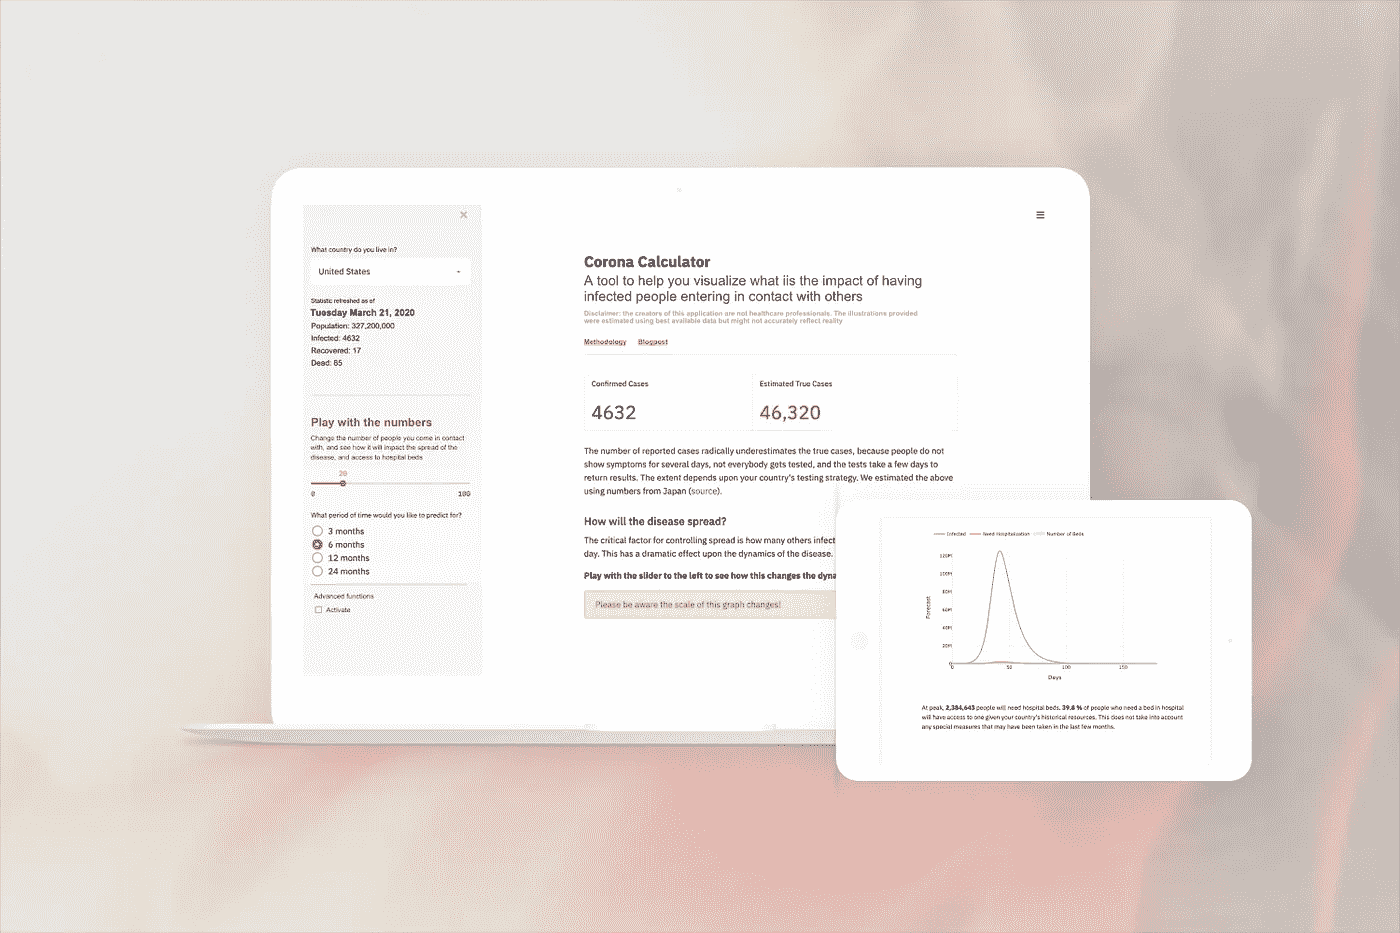 What country do you live in?
United States
Statistic refreshed as of
Tuesday March 21, 2020
Population: 327,200,000
Infected: 4632
Recovered: 17
Dead: 85
Play with the numbers
Change the number of people you come in contact
with, and see how it will impact the spread of the
disease, and access to hospital beds
20
0 100
What period of time would you like to predict for?
3 months
6 months
12 months
24 months
Advanced functions
Activate
Corona Calculator
A tool to help you visualize what iis the impact of having
infected people entering in contact with others
Disclaimer: the creators of this application are not healthcare professionals. The illustrations provided
were estimated using best available data but might not accurately reflect reality
Methodology Blogpost
Confirmed Cases
4632
Estimated True Cases
46,320
The number of reported cases radically underestimates the true cases, because people do not
show symptoms for several days, not everybody gets tested, and the tests take a few days to
return results. The extent depends upon your country's testing strategy. We estimated the above
using numbers from Japan (source).
How will the disease spread?
The critical factor for controlling spread is how many others infect
day. This has a dramatic effect upon the dynamics of the disease.
Play with the slider to the left to see how this changes the dyna
Please be aware the scale of this graph changes!
Infected Need Hospitalization Number of Beds
120M
100M
80M
60M
40M
20M
0
Forecast
0 50 100 150
Days
At peak, 2,384,643 people will need hospital beds. 39.8 % of people who need a bed in hospital
will have access to one given your country's historical resources. This does not take into account
any special measures that may have been taken in the last few months.